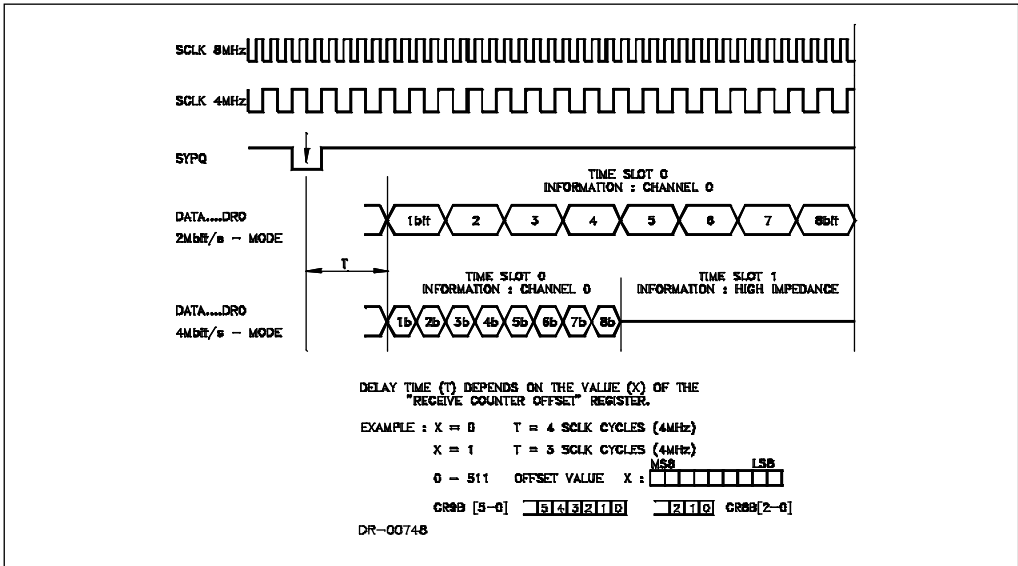 SCLK 8MHz
SCLK 4MHz
SYPQ
TIME SLOT 0
INFORMATION : CHANNEL 0
DATA....DRO
2Mbit/s - MODE
1bit 2 3 4 5 6 7 8bit
T
TIME SLOT 0
INFORMATION : CHANNEL 0
TIME SLOT 1
INFORMATION : HIGH IMPEDANCE
DATA....DRO
4Mbit/s - MODE
1b 2b 3b 4b 5b 6b 7b 8b
DELAY TIME (T) DEPENDS ON THE VALUE (X) OF THE
"RECEIVE COUNTER OFFSET" REGISTER.
EXAMPLE : X = 0 T = 4 SCLK CYCLES (4MHz)
X = 1 T = 3 SCLK CYCLES (4MHz)
MSB LSB
0 - 511 OFFSET VALUE X :
CR9B [5-0] 5 4 3 2 1 0 2 1 0 CR8B[2-0]
DR-00748